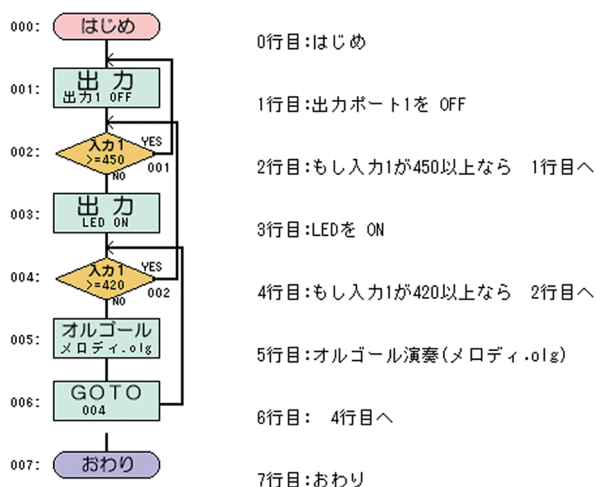 000: はじめ
0行目:はじめ
001: 出力
出力1 OFF
1行目:出力ポート1を OFF
002: 入力1
>=450
YES
001
NO
2行目:もし入力1が450以上なら 1行目へ
003: 出力
LED ON
3行目:LEDを ON
004: 入力1
>=420
YES
002
NO
4行目:もし入力1が420以上なら 2行目へ
005: オルゴール
メロディ.olg
5行目:オルゴール演奏(メロディ.olg)
006: GOTO
004
6行目: 4行目へ
007: おわり
7行目:おわり